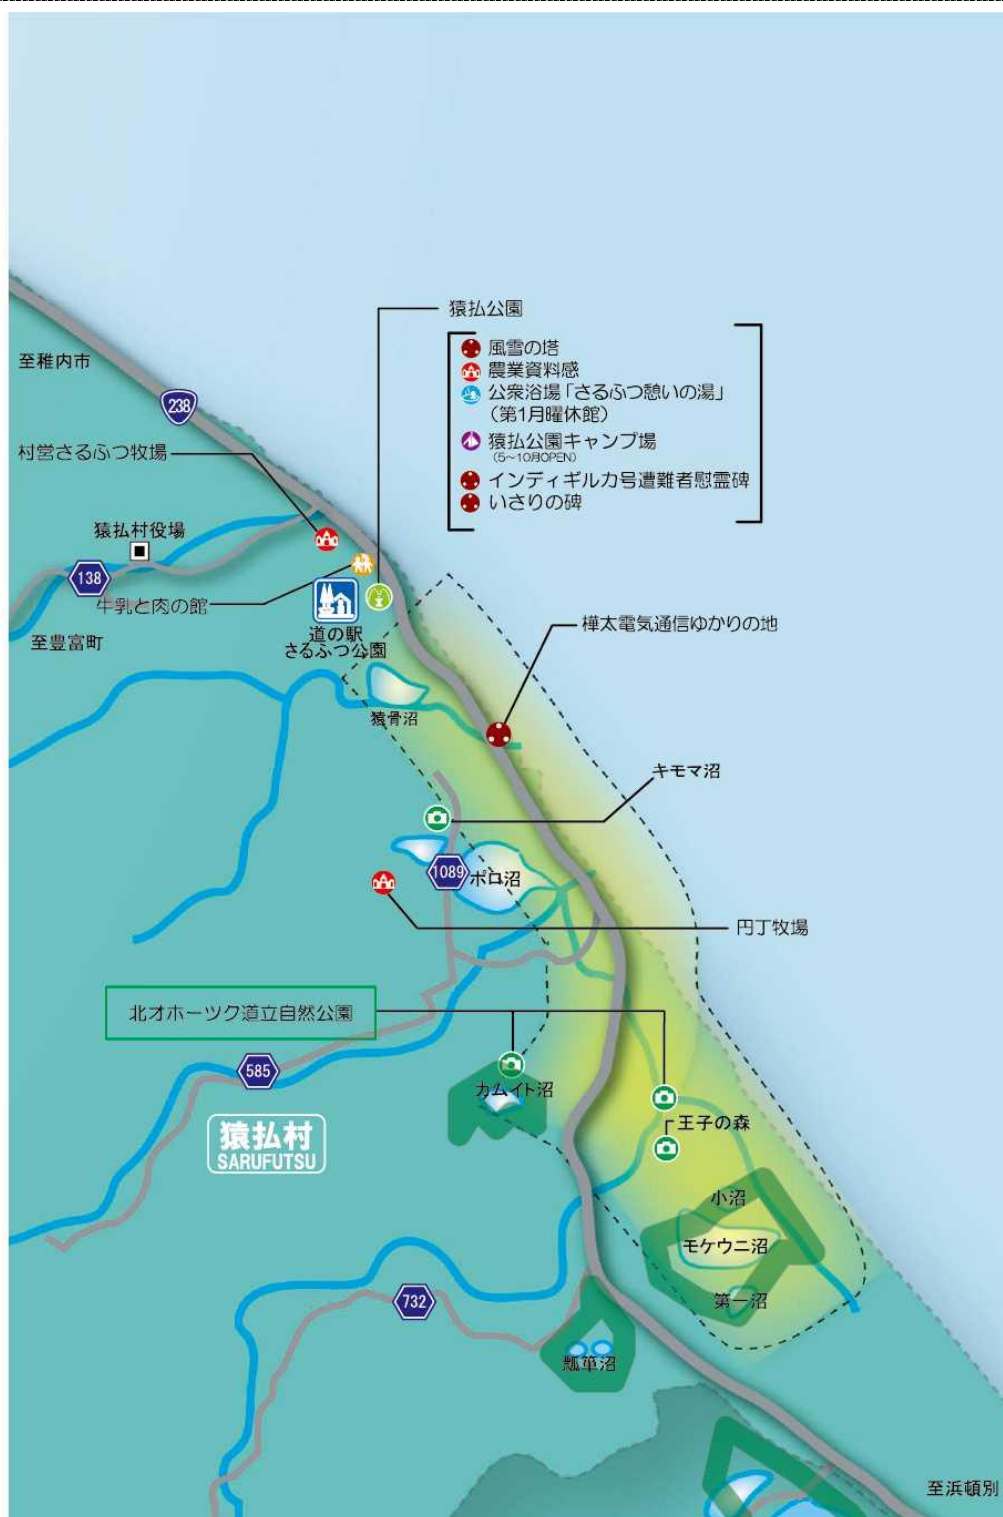 猿払公園
風雪の塔
至稚内市
農業資料感
公衆浴場「さるふつ憩いの湯」
(第1月曜休館)
238
猿払公園キャンプ場
(5～10月OPEN)
村営さるふつ牧場
インディギルカ号遭難者慰霊碑
いさりの碑
猿払村役場
138
牛乳と肉の館
至豊富町
道の駅
さるふつ公園
樺太電気通信ゆかりの地
猿骨沼
キモマ沼
1089
ポロ沼
円丁牧場
北オホーツク道立自然公園
585
カムイト沼
猿払村
SARUFUTSU
王子の森
小沼
モケウニ沼
732
第一沼
瓢箪沼
至浜頓別